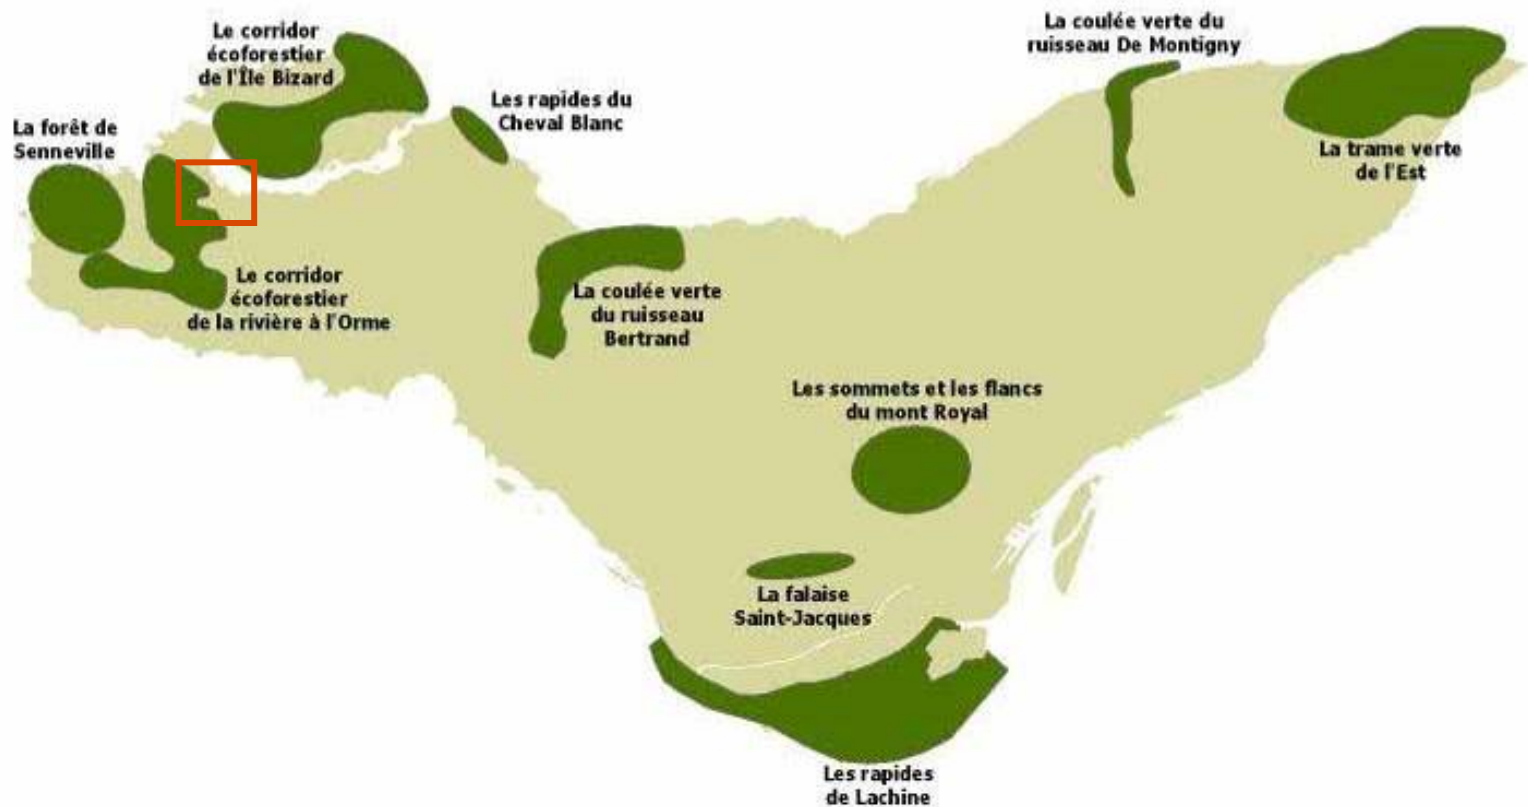 Le corridor
écoforestier
de l'Île Bizard
La coulée verte du
ruisseau De Montigny
Les rapides du
Cheval Blanc
La forêt de
Senneville
La trame verte
de l'Est
Le corridor
écoforestier
de la rivière à l'Orme
La coulée verte
du ruisseau
Bertrand
Les sommets et les flancs
du mont Royal
La falaise
Saint-Jacques
Les rapides
de Lachine